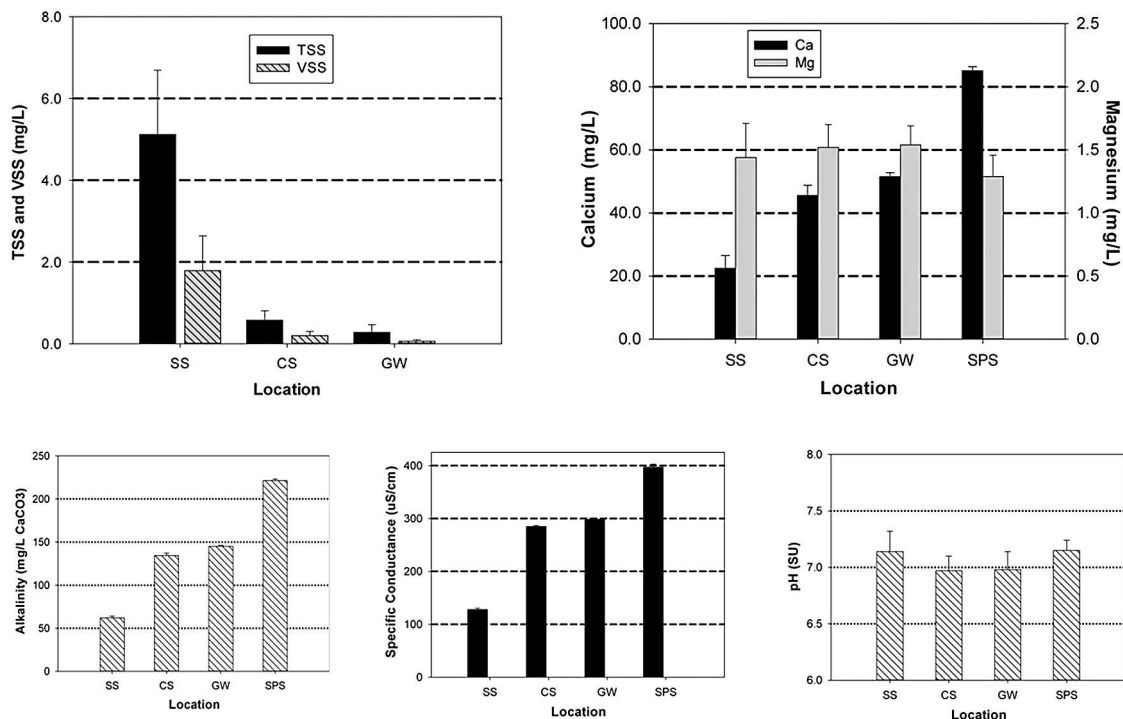 8.0
6.0
4.0
2.0
0.0
TSS and VSS (mg/L)
TSS
VSS
SS CS GW
Location
100.0
80.0
60.0
40.0
20.0
0.0
Calcium (mg/L)
Ca
Mg
2.5
2.0
1.5
1.0
0.5
0.0
Magnesium (mg/L)
SS CS GW SPS
Location
250
200
150
100
50
0
Alkalinity (mg/L CaCO3)
SS CS GW SPS
Location
400
300
200
100
0
Specific Conductance (uS/cm)
SS CS GW SPS
Location
8.0
7.5
7.0
6.5
6.0
pH (SU)
SS CS GW SPS
Location